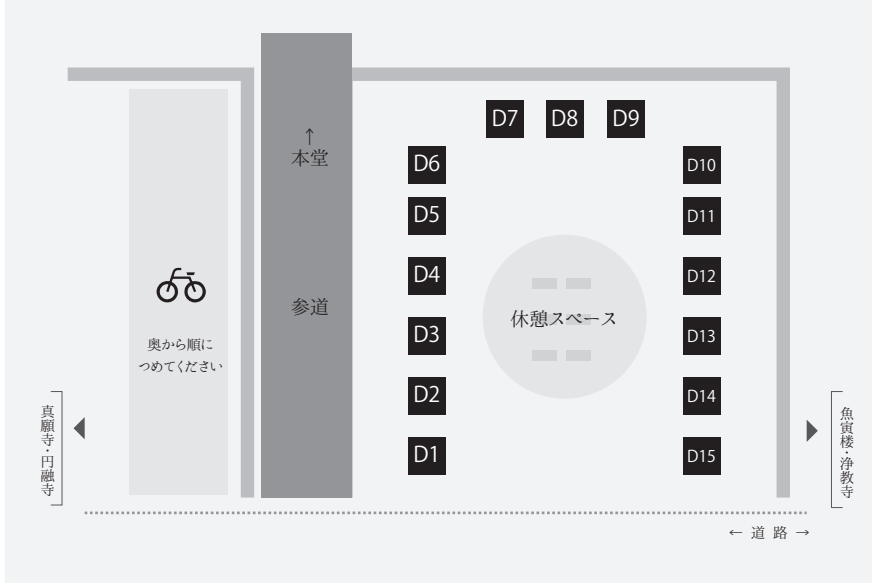 D7 D8 D9
↑
本堂
D6
D10
D5
D11
D4
D12
参道
休憩スペース
D3
D13
奥から順に
つめてください
D2
D14
真願寺・円融寺
魚寅楼・浄教寺
D1
D15
← 道 路 →